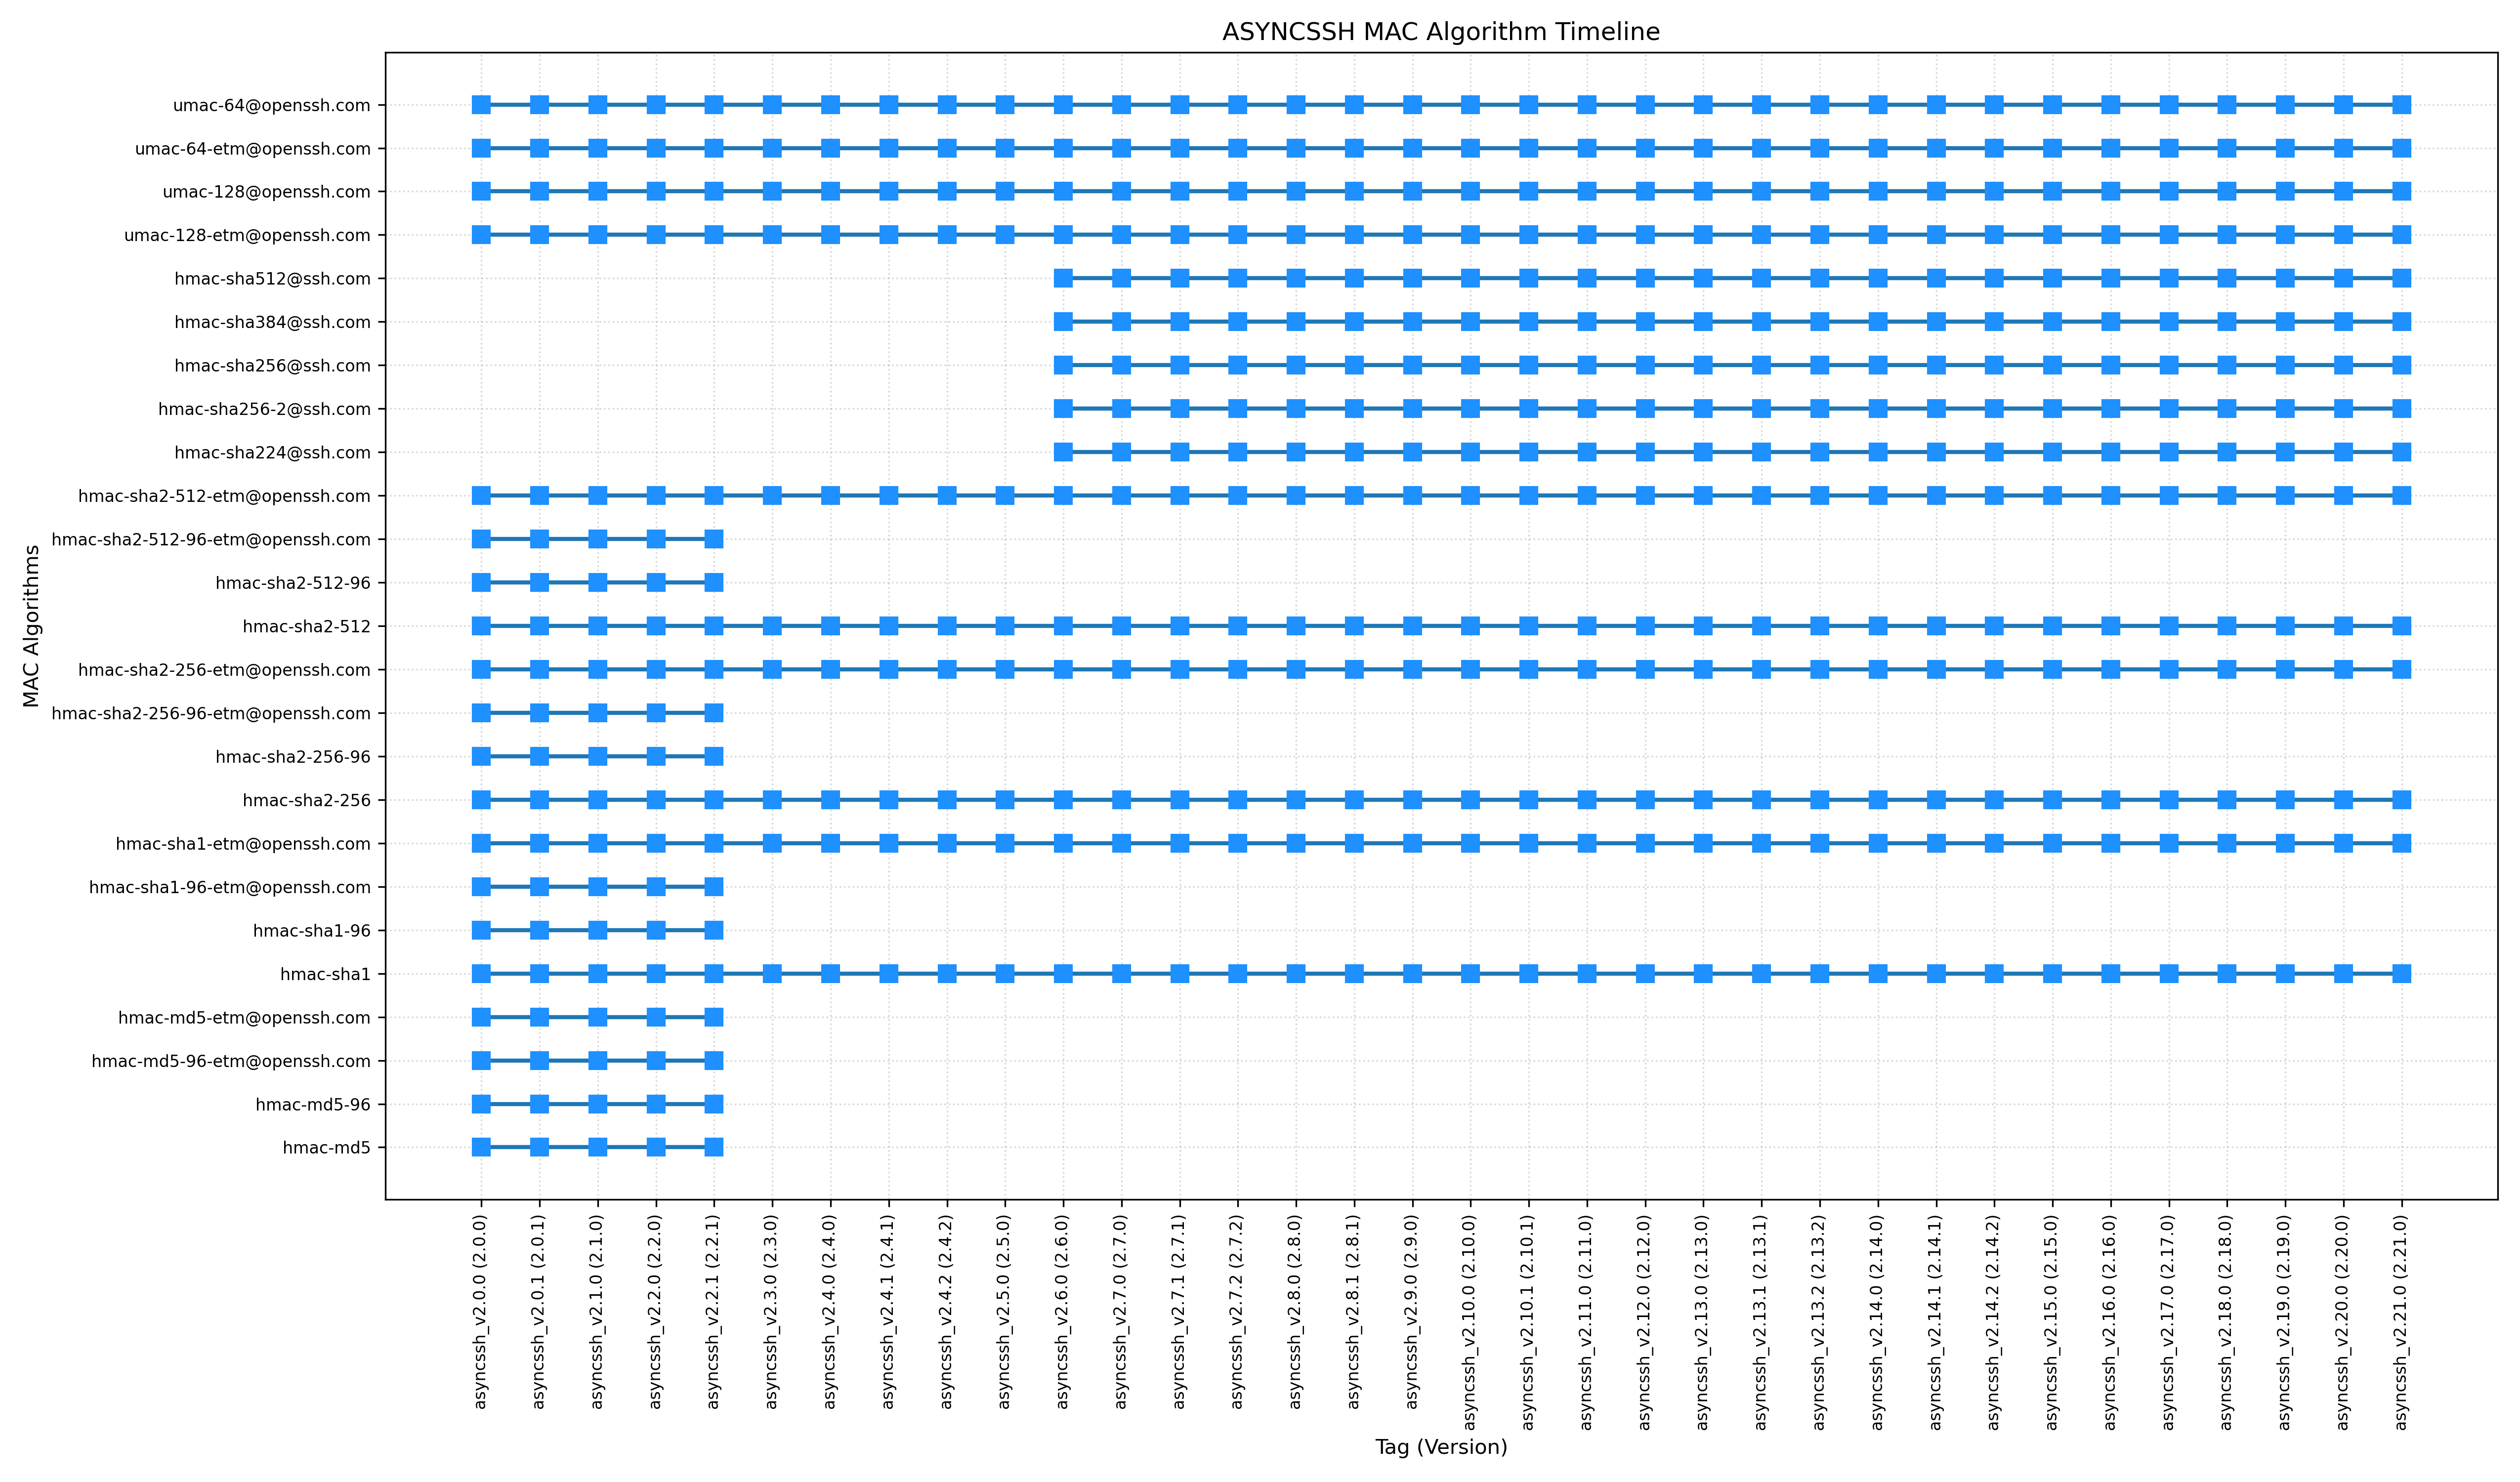 ASYNCSSH MAC Algorithm Timeline
MAC Algorithms
umac-64@openssh.com
umac-64-etm@openssh.com
umac-128@openssh.com
umac-128-etm@openssh.com
hmac-sha512@ssh.com
hmac-sha384@ssh.com
hmac-sha256@ssh.com
hmac-sha256-2@ssh.com
hmac-sha224@ssh.com
hmac-sha2-512-etm@openssh.com
hmac-sha2-512-96-etm@openssh.com
hmac-sha2-512-96
hmac-sha2-512
hmac-sha2-256-etm@openssh.com
hmac-sha2-256-96-etm@openssh.com
hmac-sha2-256-96
hmac-sha2-256
hmac-sha1-etm@openssh.com
hmac-sha1-96-etm@openssh.com
hmac-sha1-96
hmac-sha1
hmac-md5-etm@openssh.com
hmac-md5-96-etm@openssh.com
hmac-md5-96
hmac-md5
asyncssh_v2.0.0 (2.0.0)
asyncssh_v2.0.1 (2.0.1)
asyncssh_v2.1.0 (2.1.0)
asyncssh_v2.2.0 (2.2.0)
asyncssh_v2.2.1 (2.2.1)
asyncssh_v2.3.0 (2.3.0)
asyncssh_v2.4.0 (2.4.0)
asyncssh_v2.4.1 (2.4.1)
asyncssh_v2.4.2 (2.4.2)
asyncssh_v2.5.0 (2.5.0)
asyncssh_v2.6.0 (2.6.0)
asyncssh_v2.7.0 (2.7.0)
asyncssh_v2.7.1 (2.7.1)
asyncssh_v2.7.2 (2.7.2)
asyncssh_v2.8.0 (2.8.0)
asyncssh_v2.8.1 (2.8.1)
asyncssh_v2.9.0 (2.9.0)
asyncssh_v2.10.0 (2.10.0)
asyncssh_v2.10.1 (2.10.1)
asyncssh_v2.11.0 (2.11.0)
asyncssh_v2.12.0 (2.12.0)
asyncssh_v2.13.0 (2.13.0)
asyncssh_v2.13.1 (2.13.1)
asyncssh_v2.13.2 (2.13.2)
asyncssh_v2.14.0 (2.14.0)
asyncssh_v2.14.1 (2.14.1)
asyncssh_v2.14.2 (2.14.2)
asyncssh_v2.15.0 (2.15.0)
asyncssh_v2.16.0 (2.16.0)
asyncssh_v2.17.0 (2.17.0)
asyncssh_v2.18.0 (2.18.0)
asyncssh_v2.19.0 (2.19.0)
asyncssh_v2.20.0 (2.20.0)
asyncssh_v2.21.0 (2.21.0)
Tag (Version)